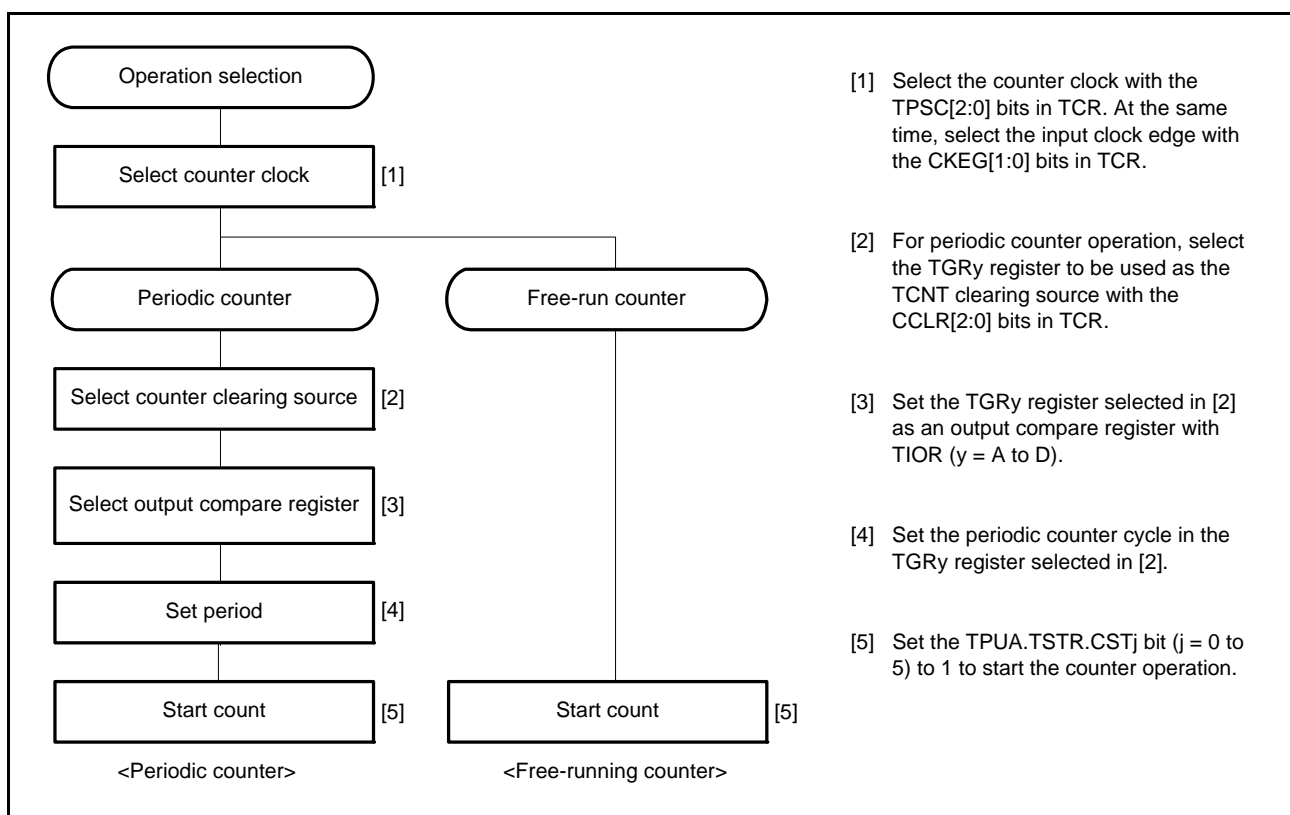 Operation selection
Select counter clock
[1]
Periodic counter
Free-run counter
Select counter clearing source
[2]
Select output compare register
[3]
Set period
[4]
Start count
[5]
Start count
[5]
<Periodic counter>
<Free-running counter>
[1] Select the counter clock with the
TPSC[2:0] bits in TCR. At the same
time, select the input clock edge with
the CKEG[1:0] bits in TCR.
[2] For periodic counter operation, select
the TGRy register to be used as the
TCNT clearing source with the
CCLR[2:0] bits in TCR.
[3] Set the TGRy register selected in [2]
as an output compare register with
TIOR (y = A to D).
[4] Set the periodic counter cycle in the
TGRy register selected in [2].
[5] Set the TPUA.TSTR.CSTj bit (j = 0 to
5) to 1 to start the counter operation.